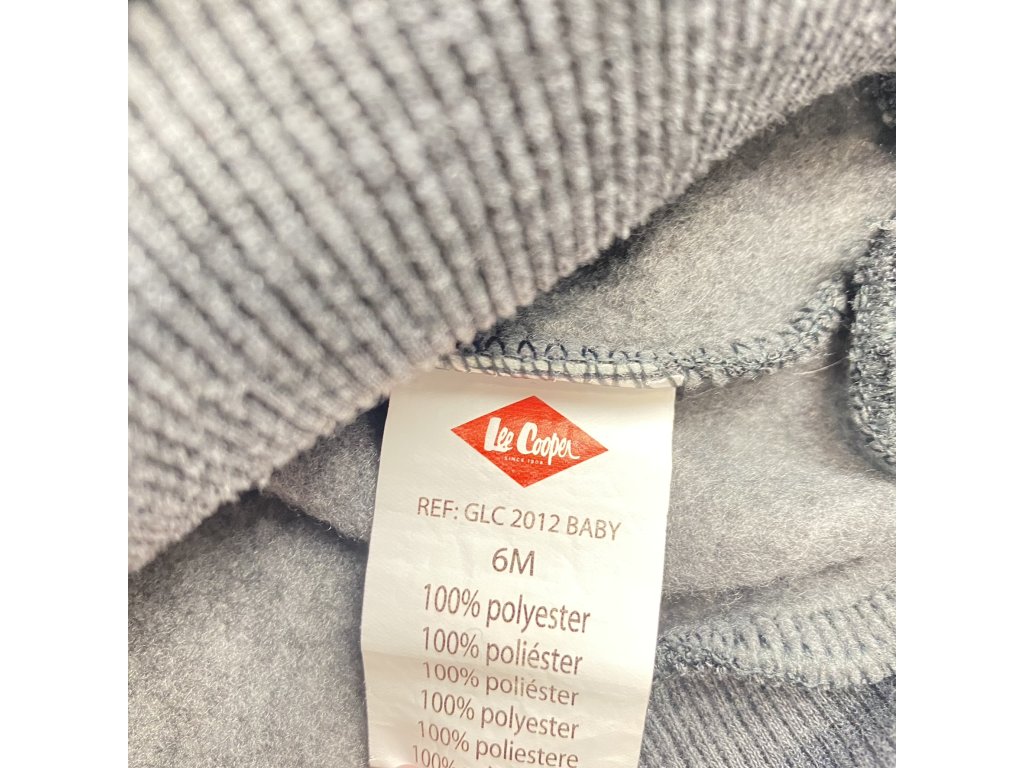 Lee Cooper
SINCE 1908
REF: GLC 2012 BABY
6M
100% polyester
100% poliéster
100% poliéster
100% polyester
100% poliestere
100%